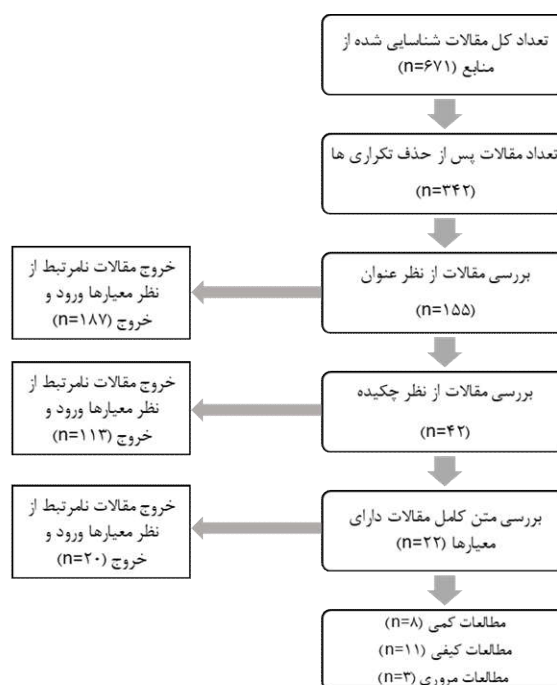 تعداد کل مقالات شناسایی شده از
منابع (n=۶۷۱)
تعداد مقالات پس از حذف تکراری ها
(n=۳۴۲)
بررسی مقالات از نظر عنوان
(n=۱۵۵)
خروج مقالات نامرتبط از
نظر معیارها ورود و
خروج (n=۱۸۷)
بررسی مقالات از نظر چکیده
(n=۴۲)
خروج مقالات نامرتبط از
نظر معیارها ورود و
خروج (n=۱۱۳)
بررسی متن کامل مقالات دارای
معیارها (n=۲۲)
خروج مقالات نامرتبط از
نظر معیارها ورود و
خروج (n=۲۰)
مطالعات کمی (n=۸)
مطالعات کیفی (n=۱۱)
مطالعات مروری (n=۳)